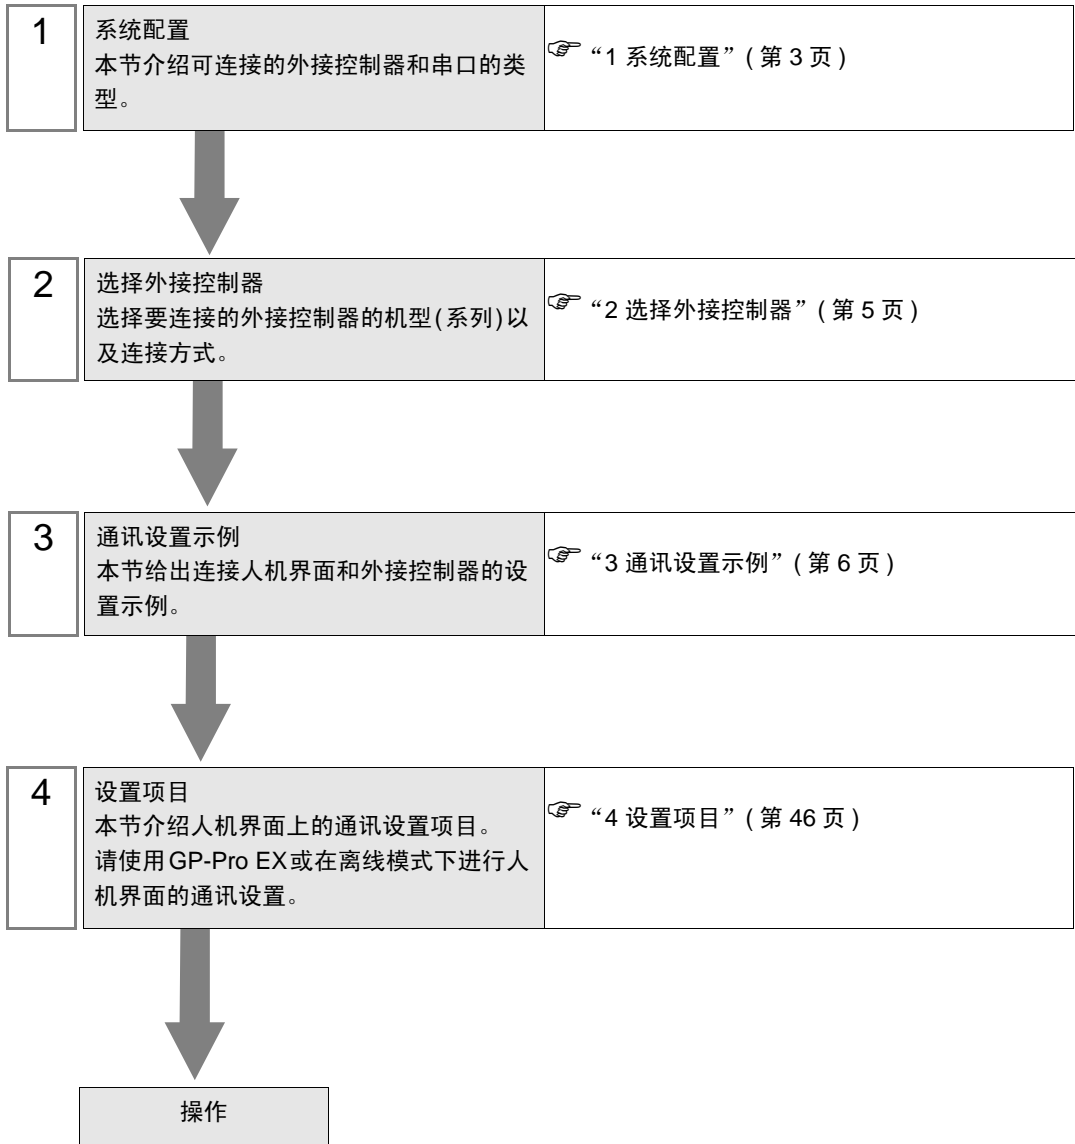 1
系统配置
本节介绍可连接的外接控制器和串口的类
型。
☞ “1 系统配置” ( 第 3 页 )
2
选择外接控制器
选择要连接的外接控制器的机型(系列)以
及连接方式。
☞ “2 选择外接控制器” ( 第 5 页 )
3
通讯设置示例
本节给出连接人机界面和外接控制器的设
置示例。
☞ “3 通讯设置示例” ( 第 6 页 )
4
设置项目
本节介绍人机界面上的通讯设置项目。
请使用GP-Pro EX或在离线模式下进行人
机界面的通讯设置。
☞ “4 设置项目” ( 第 46 页 )
操作